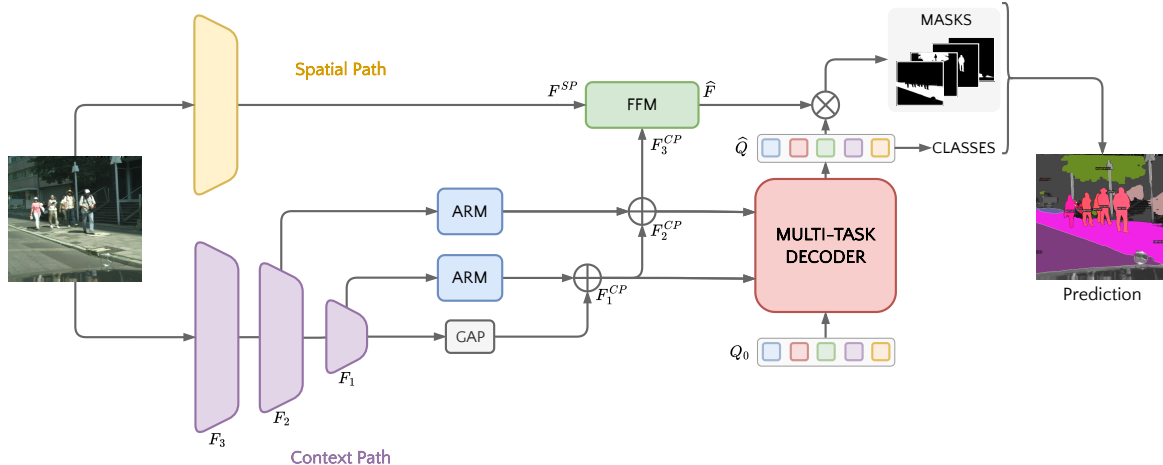 MASKS
Spatial Path
F^{SP}
FFM
\widehat{F}
F_3^{CP}
\widehat{Q}
CLASSES
ARM
F_2^{CP}
MULTI-TASK
DECODER
ARM
F_1^{CP}
GAP
Prediction
Q_0
F_1
F_2
F_3
Context Path